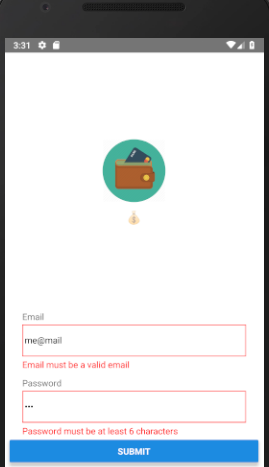 3:31
Email
me@mail
Email must be a valid email
Password
•••
Password must be at least 6 characters
SUBMIT